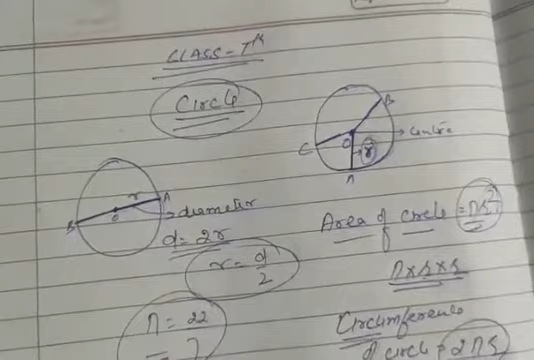 CLASS - 7th
Circle
B
centre
C
O
r
A
r
A
O
B
diameter
d = 2r
r = d/2
Area of circle = πr²
π×r×r
π = 22
7
Circumference
of circle = 2πr